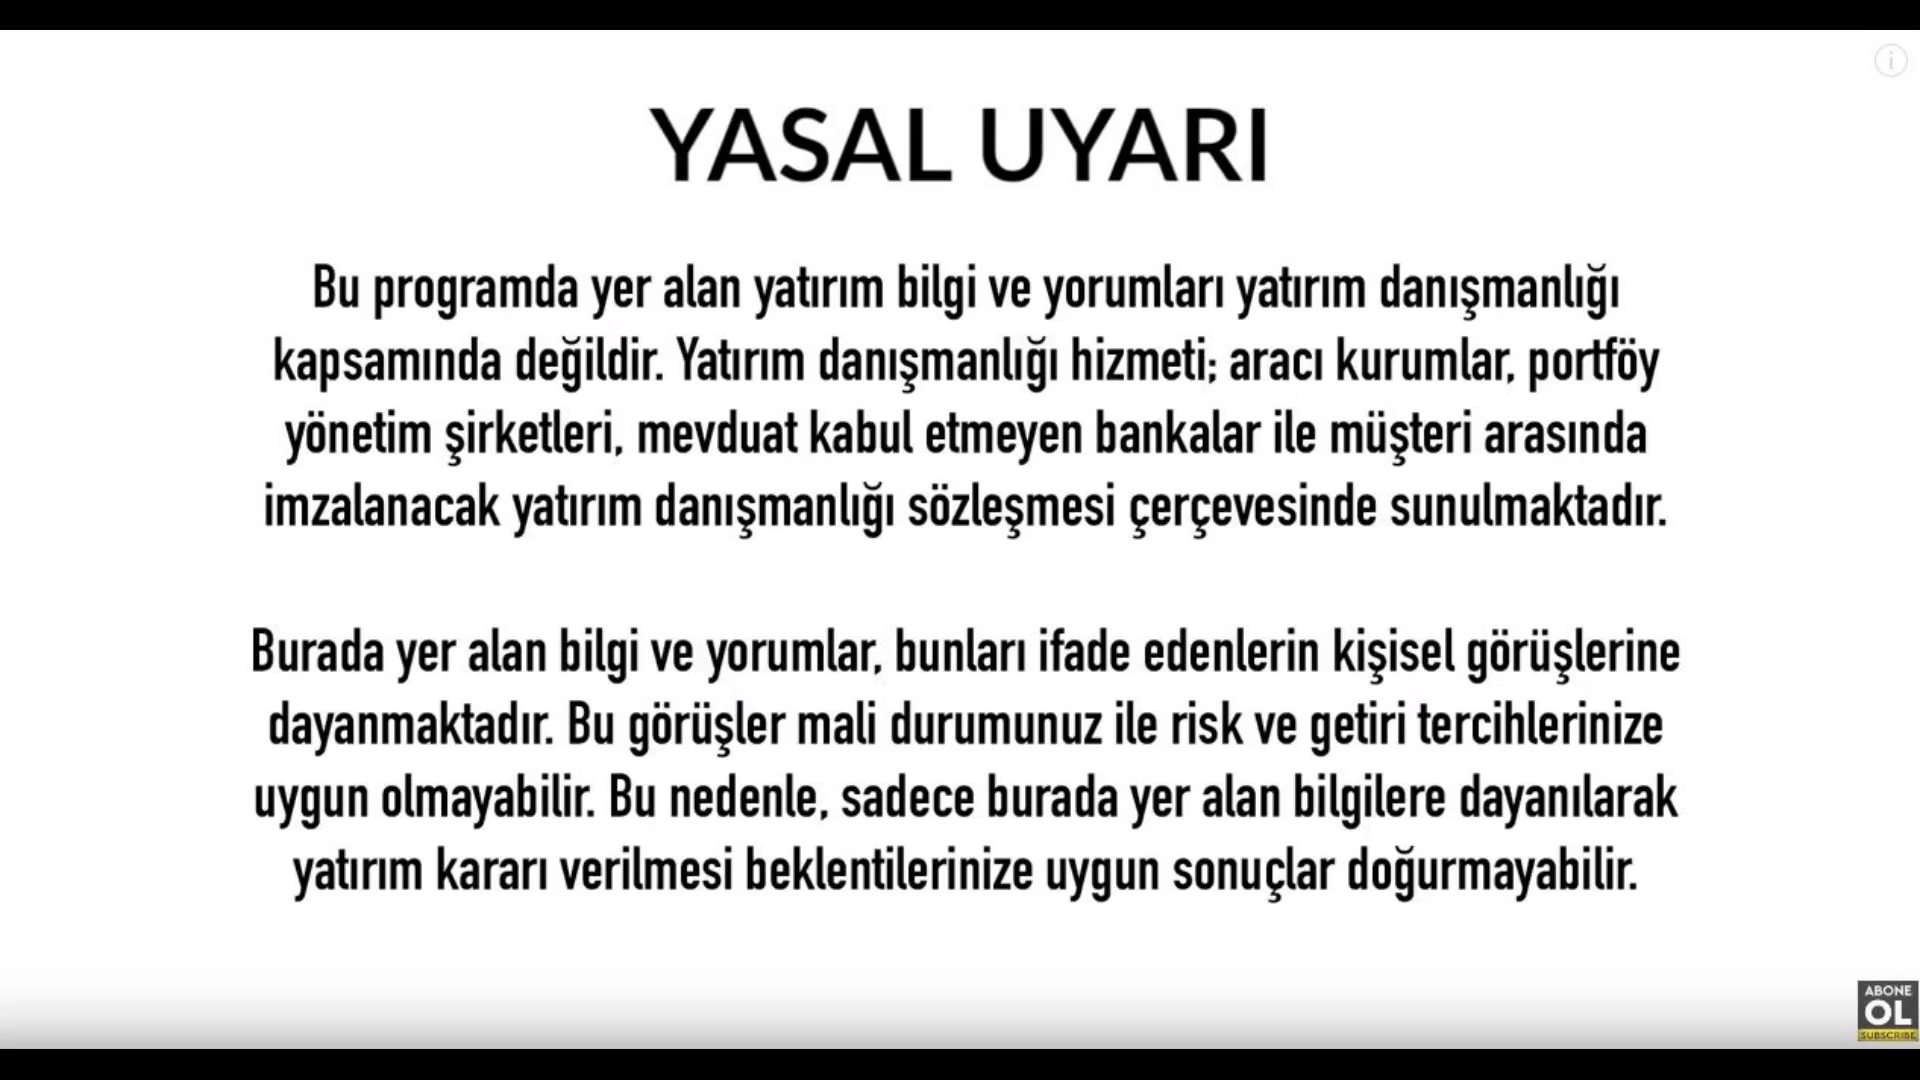 YASAL UYARI
Bu programda yer alan yatırım bilgi ve yorumları yatırım danışmanlığı
kapsamında değildir. Yatırım danışmanlığı hizmeti; aracı kurumlar, portföy
yönetim şirketleri, mevduat kabul etmeyen bankalar ile müşteri arasında
imzalanacak yatırım danışmanlığı sözleşmesi çerçevesinde sunulmaktadır.
Burada yer alan bilgi ve yorumlar, bunları ifade edenlerin kişisel görüşlerine
dayanmaktadır. Bu görüşler mali durumunuz ile risk ve getiri tercihlerinize
uygun olmayabilir. Bu nedenle, sadece burada yer alan bilgilere dayanılarak
yatırım kararı verilmesi beklentilerinize uygun sonuçlar doğurmayabilir.
ABONE
OL
SUBSCRIBE